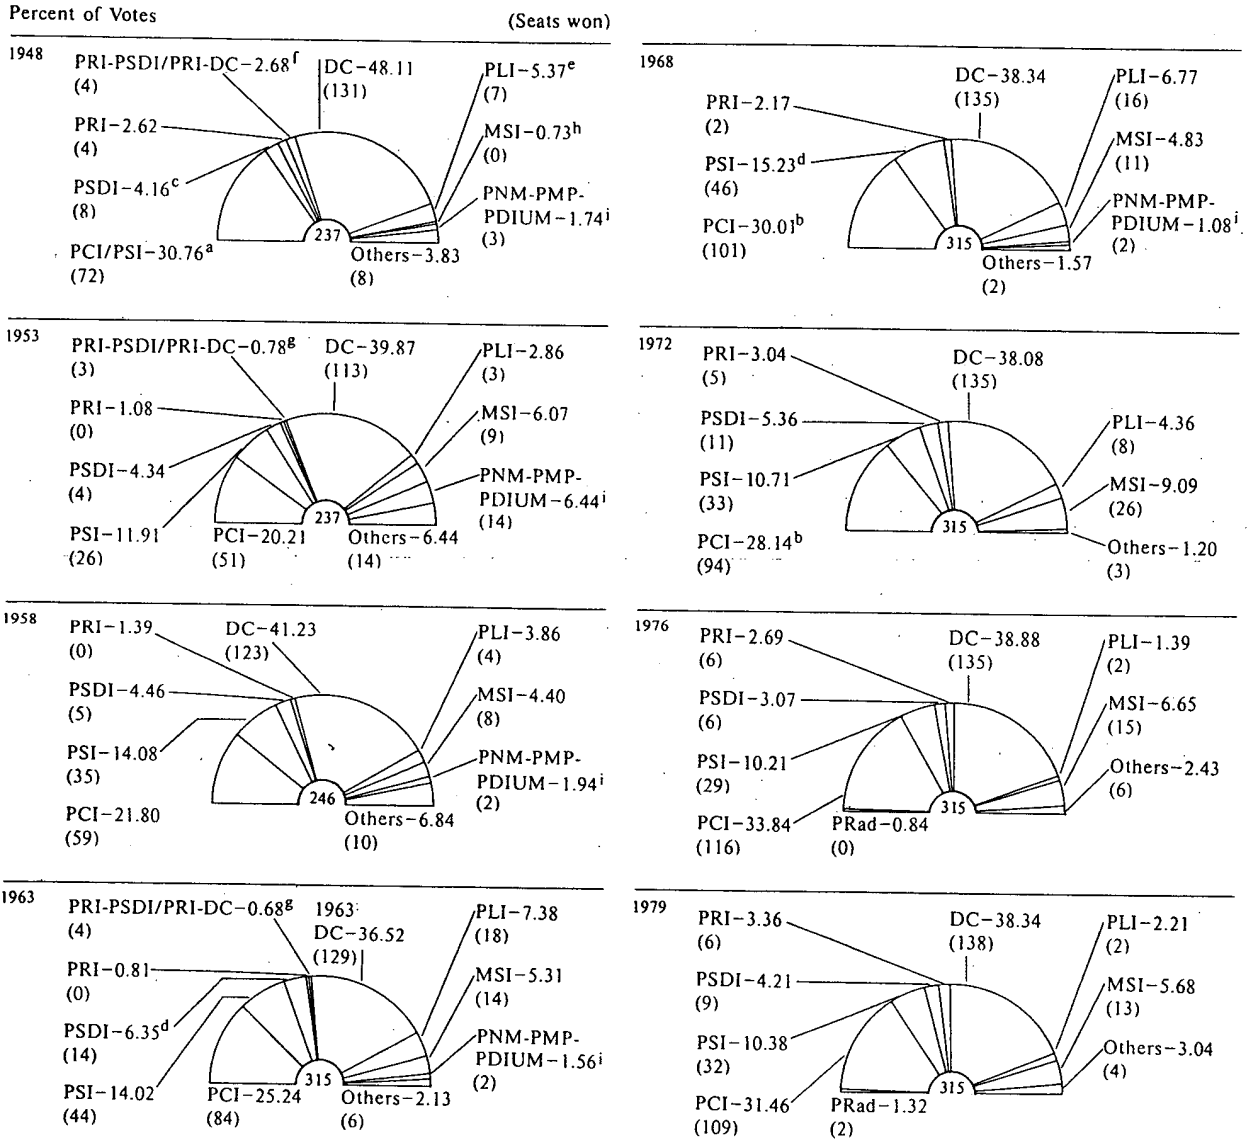 Percent of Votes
(Seats won)
1948
PRI-PSDI/PRI-DC-2.68f
(4)
DC-48.11
(131)
PLI-5.37e
(7)
PRI-2.62
(4)
MSI-0.73h
(0)
PSDI-4.16c
(8)
PNM-PMP-
PDIUM-1.74i
(3)
237
PCI/PSI-30.76a
(72)
Others-3.83
(8)
1953
PRI-PSDI/PRI-DC-0.78g
(3)
DC-39.87
(113)
PLI-2.86
(3)
PRI-1.08
(0)
MSI-6.07
(9)
PSDI-4.34
(4)
PNM-PMP-
PDIUM-6.44i
(14)
237
PSI-11.91
(26)
PCI-20.21
(51)
Others-6.44
(14)
1958
PRI-1.39
(0)
DC-41.23
(123)
PLI-3.86
(4)
PSDI-4.46
(5)
MSI-4.40
(8)
PSI-14.08
(35)
PNM-PMP-
PDIUM-1.94i
(2)
246
PCI-21.80
(59)
Others-6.84
(10)
1963
PRI-PSDI/PRI-DC-0.68g
(4)
1963
DC-36.52
(129)
PLI-7.38
(18)
PRI-0.81
(0)
MSI-5.31
(14)
PSDI-6.35d
(14)
PNM-PMP-
PDIUM-1.56i
(2)
315
PSI-14.02
(44)
PCI-25.24
(84)
Others-2.13
(6)
1968
DC-38.34
(135)
PLI-6.77
(16)
PRI-2.17
(2)
MSI-4.83
(11)
PSI-15.23d
(46)
PNM-PMP-
PDIUM-1.08i
(2)
PCI-30.01b
(101)
315
Others-1.57
(2)
1972
PRI-3.04
(5)
DC-38.08
(135)
PSDI-5.36
(11)
PLI-4.36
(8)
PSI-10.71
(33)
MSI-9.09
(26)
315
PCI-28.14b
(94)
Others-1.20
(3)
1976
PRI-2.69
(6)
DC-38.88
(135)
PLI-1.39
(2)
PSDI-3.07
(6)
MSI-6.65
(15)
PSI-10.21
(29)
Others-2.43
(6)
315
PCI-33.84
(116)
PRad-0.84
(0)
1979
PRI-3.36
(6)
DC-38.34
(138)
PLI-2.21
(2)
PSDI-4.21
(9)
MSI-5.68
(13)
PSI-10.38
(32)
Others-3.04
(4)
315
PCI-31.46
(109)
PRad-1.32
(2)